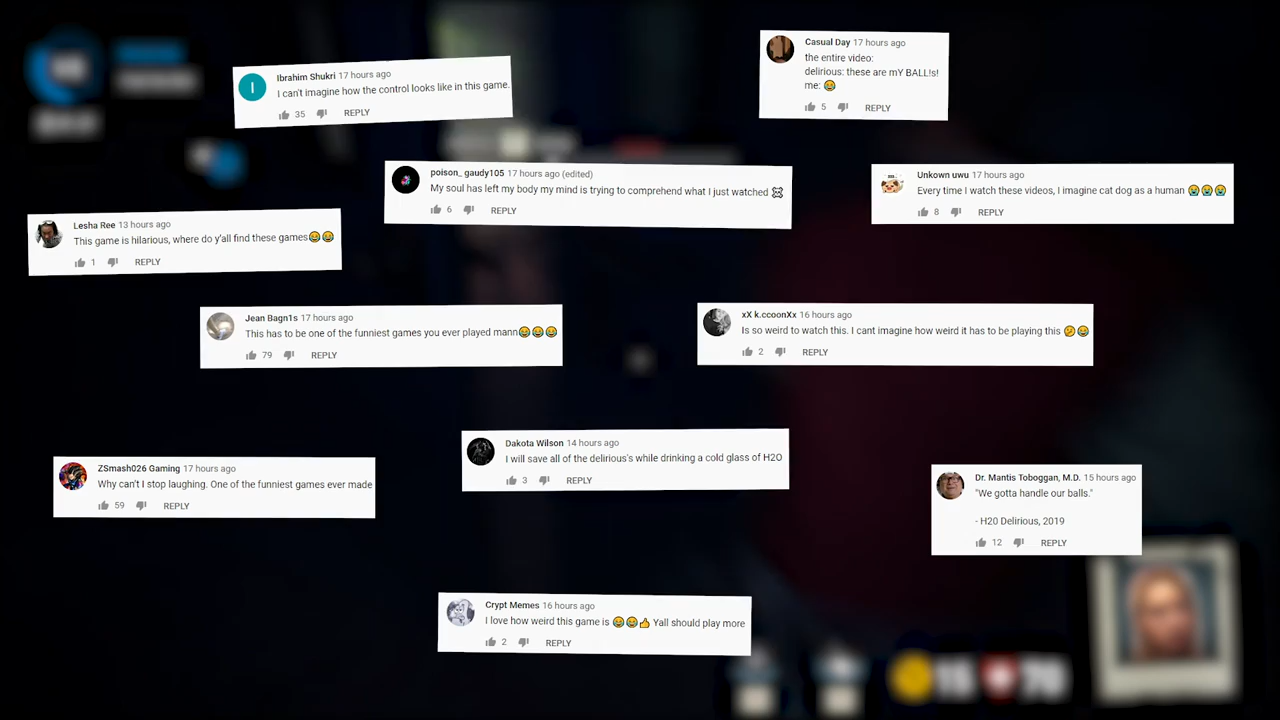 Casual Day 17 hours ago
the entire video:
delirious: these are mY BALL!s!
me: 😂
5 REPLY
Ibrahim Shukri 17 hours ago
I can't imagine how the control looks like in this game.
35 REPLY
poison_ gaudy105 17 hours ago (edited)
My soul has left my body my mind is trying to comprehend what I just watched ☠
6 REPLY
Unkown uwu 17 hours ago
Every time I watch these videos, I imagine cat dog as a human 😭😭😭
8 REPLY
Lesha Ree 13 hours ago
This game is hilarious, where do y'all find these games😂😂
1 REPLY
Jean Bagn1s 17 hours ago
This has to be one of the funniest games you ever played mann😂😂😂
79 REPLY
xX k.ccoonXx 16 hours ago
Is so weird to watch this. I cant imagine how weird it has to be playing this 🤔😂
2 REPLY
Dakota Wilson 14 hours ago
I will save all of the delirious's while drinking a cold glass of H2O
3 REPLY
ZSmash026 Gaming 17 hours ago
Why can't I stop laughing. One of the funniest games ever made
59 REPLY
Dr. Mantis Toboggan, M.D. 15 hours ago
"We gotta handle our balls."
- H20 Delirious, 2019
12 REPLY
Crypt Memes 16 hours ago
I love how weird this game is 😂😂👍 Yall should play more
2 REPLY
15 70